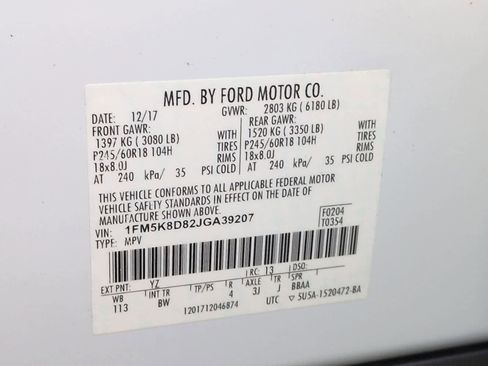 MFD. BY FORD MOTOR CO.
DATE: 12/17 GVWR: 2803 KG ( 6180 LB)
FRONT GAWR: REAR GAWR:
1397 KG ( 3080 LB) WITH 1520 KG ( 3350 LB) WITH
P245/60R18 104H TIRES P245/60R18 104H TIRES
18x8.0J RIMS 18x8.0J RIMS
AT 240 kPa/ 35 PSI COLD AT 240 kPa/ 35 PSI COLD
THIS VEHICLE CONFORMS TO ALL APPLICABLE FEDERAL MOTOR
VEHICLE SAFETY STANDARDS IN EFFECT ON THE DATE OF
MANUFACTURE SHOWN ABOVE.
VIN: 1FM5K8D82JGA39207 F0204
TYPE: MPV T0354
EXT PNT: YZ RC: 13
WB INT TR TP/PS R AXLE TR SPR
113 BW 4 3J J BBAA
1201712046874 UTC ▽ 5U5A-1520472-BA